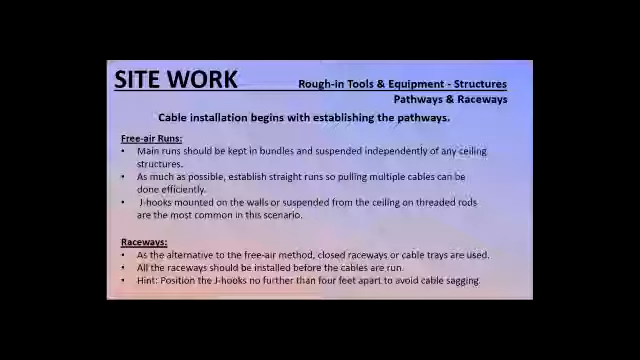 SITE WORK
Rough-in Tools & Equipment - Structures
Pathways & Raceways
Cable installation begins with establishing the pathways.
Free-air Runs:
• Main runs should be kept in bundles and suspended independently of any ceiling
structures.
• As much as possible, establish straight runs so pulling multiple cables can be
done efficiently.
• J-hooks mounted on the walls or suspended from the ceiling on threaded rods
are the most common in this scenario.
Raceways:
• As the alternative to the free-air method, closed raceways or cable trays are used.
• All the raceways should be installed before the cables are run.
• Hint: Position the J-hooks no further than four feet apart to avoid cable sagging.